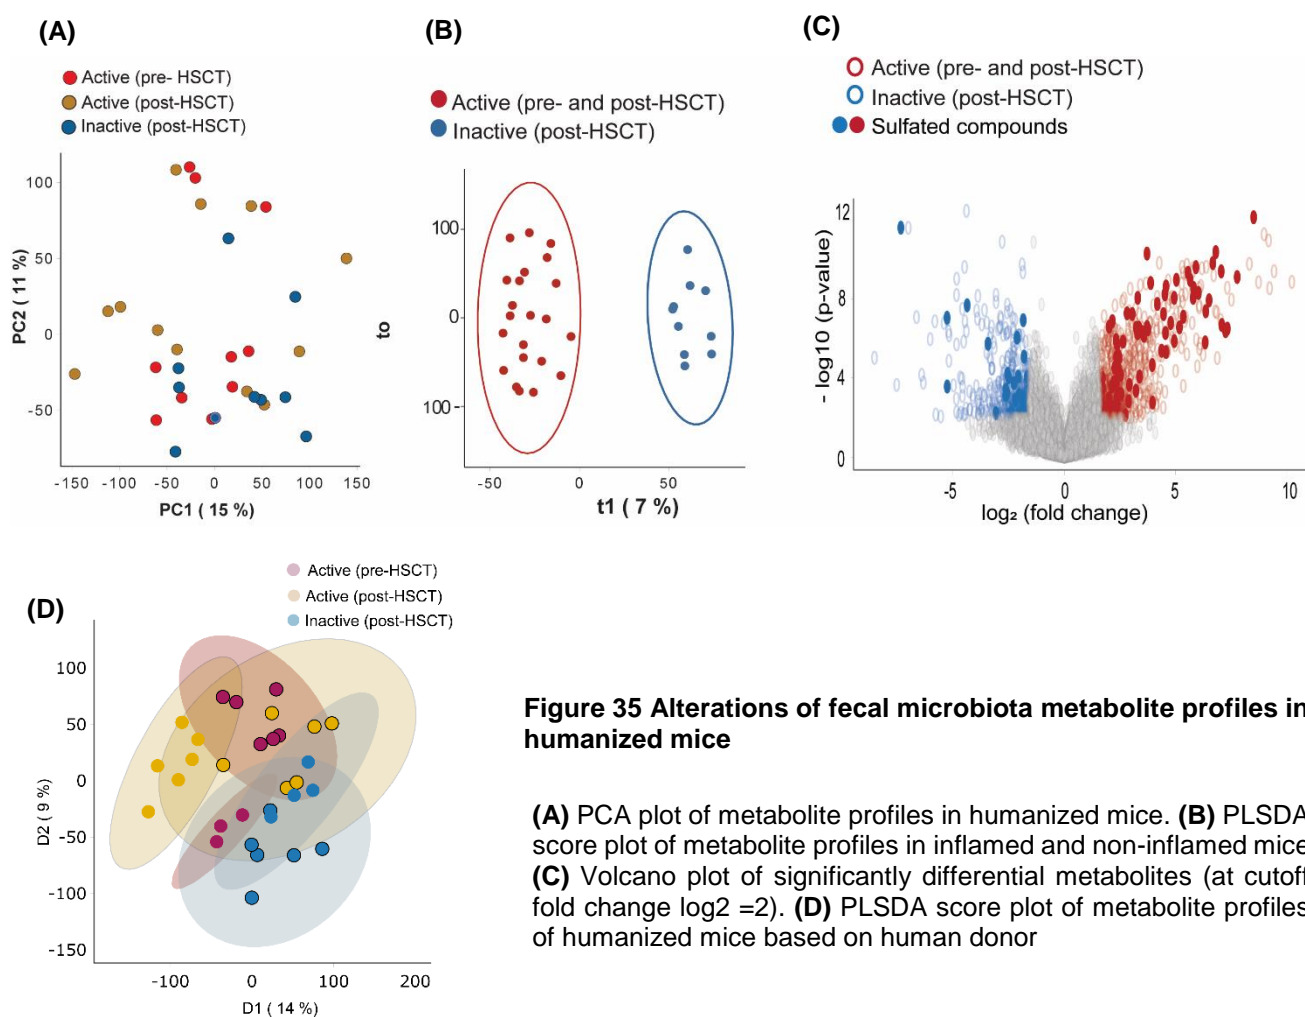 (A)
Active (pre- HSCT)
Active (post-HSCT)
Inactive (post-HSCT)
100
50
0
-50
PC2 ( 11 %)
-150 -100 -50 0 50 100 150
PC1 ( 15 %)
(B)
Active (pre- and post-HSCT)
Inactive (post-HSCT)
to
100
0
100
-50 0 50
t1 ( 7 %)
(C)
Active (pre- and post-HSCT)
Inactive (post-HSCT)
Sulfated compounds
12
8
4
0
- log10 (p-value)
-5 0 5 10
log₂ (fold change)
(D)
Active (pre-HSCT)
Active (post-HSCT)
Inactive (post-HSCT)
100
50
0
-50
-100
-150
D2 ( 9 %)
-100 0 100 200
D1 ( 14 %)
Figure 35 Alterations of fecal microbiota metabolite profiles in
humanized mice
(A) PCA plot of metabolite profiles in humanized mice. (B) PLSDA
score plot of metabolite profiles in inflamed and non-inflamed mice
(C) Volcano plot of significantly differential metabolites (at cutoff
fold change log2 =2). (D) PLSDA score plot of metabolite profiles
of humanized mice based on human donor